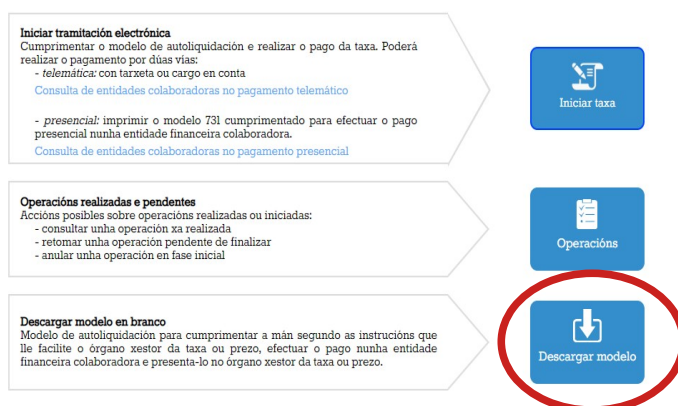 Iniciar tramitación electrónica
Cumprimentar o modelo de autoliquidación e realizar o pago da taxa. Poderá
realizar o pagamento por dúas vías:
- telemática: con tarxeta ou cargo en conta
Consulta de entidades colaboradoras no pagamento telemático
- presencial: imprimir o modelo 731 cumprimentado para efectuar o pago
presencial nunha entidade financeira colaboradora.
Consulta de entidades colaboradoras no pagamento presencial
Iniciar taxa
Operacións realizadas e pendentes
Accións posibles sobre operacións realizadas ou iniciadas:
- consultar unha operación xa realizada
- retomar unha operación pendente de finalizar
- anular unha operación en fase inicial
Operacións
Descargar modelo en branco
Modelo de autoliquidación para cumprimentar a mán segundo as instrucións que
lle facilite o órgano xestor da taxa ou prezo, efectuar o pago nunha entidade
financeira colaboradora e presenta-lo no órgano xestor da taxa ou prezo.
Descargar modelo